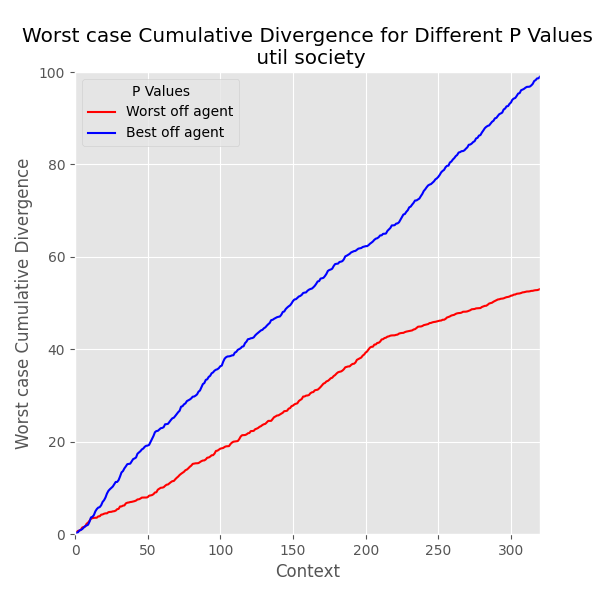 Worst case Cumulative Divergence for Different P Values
util society
100
80
60
40
20
0
Worst case Cumulative Divergence
P Values
Worst off agent
Best off agent
0 50 100 150 200 250 300
Context